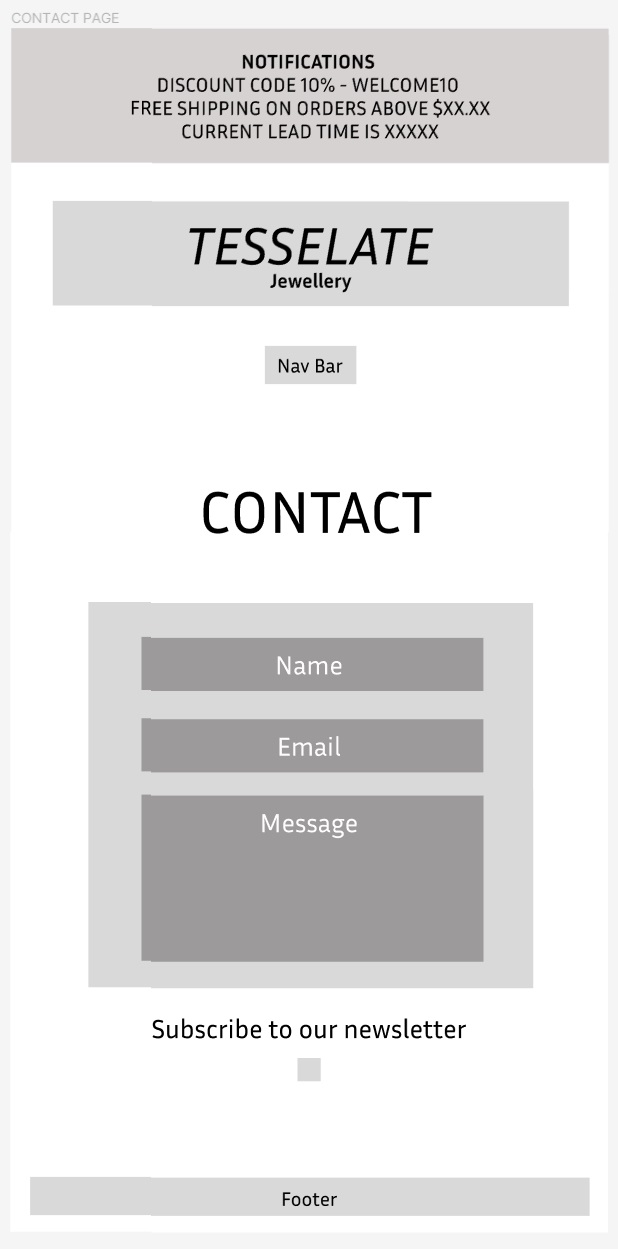 CONTACT PAGE
NOTIFICATIONS
DISCOUNT CODE 10% - WELCOME10
FREE SHIPPING ON ORDERS ABOVE $XX.XX
CURRENT LEAD TIME IS XXXXX
TESSELATE
Jewellery
Nav Bar
CONTACT
Name
Email
Message
Subscribe to our newsletter
Footer